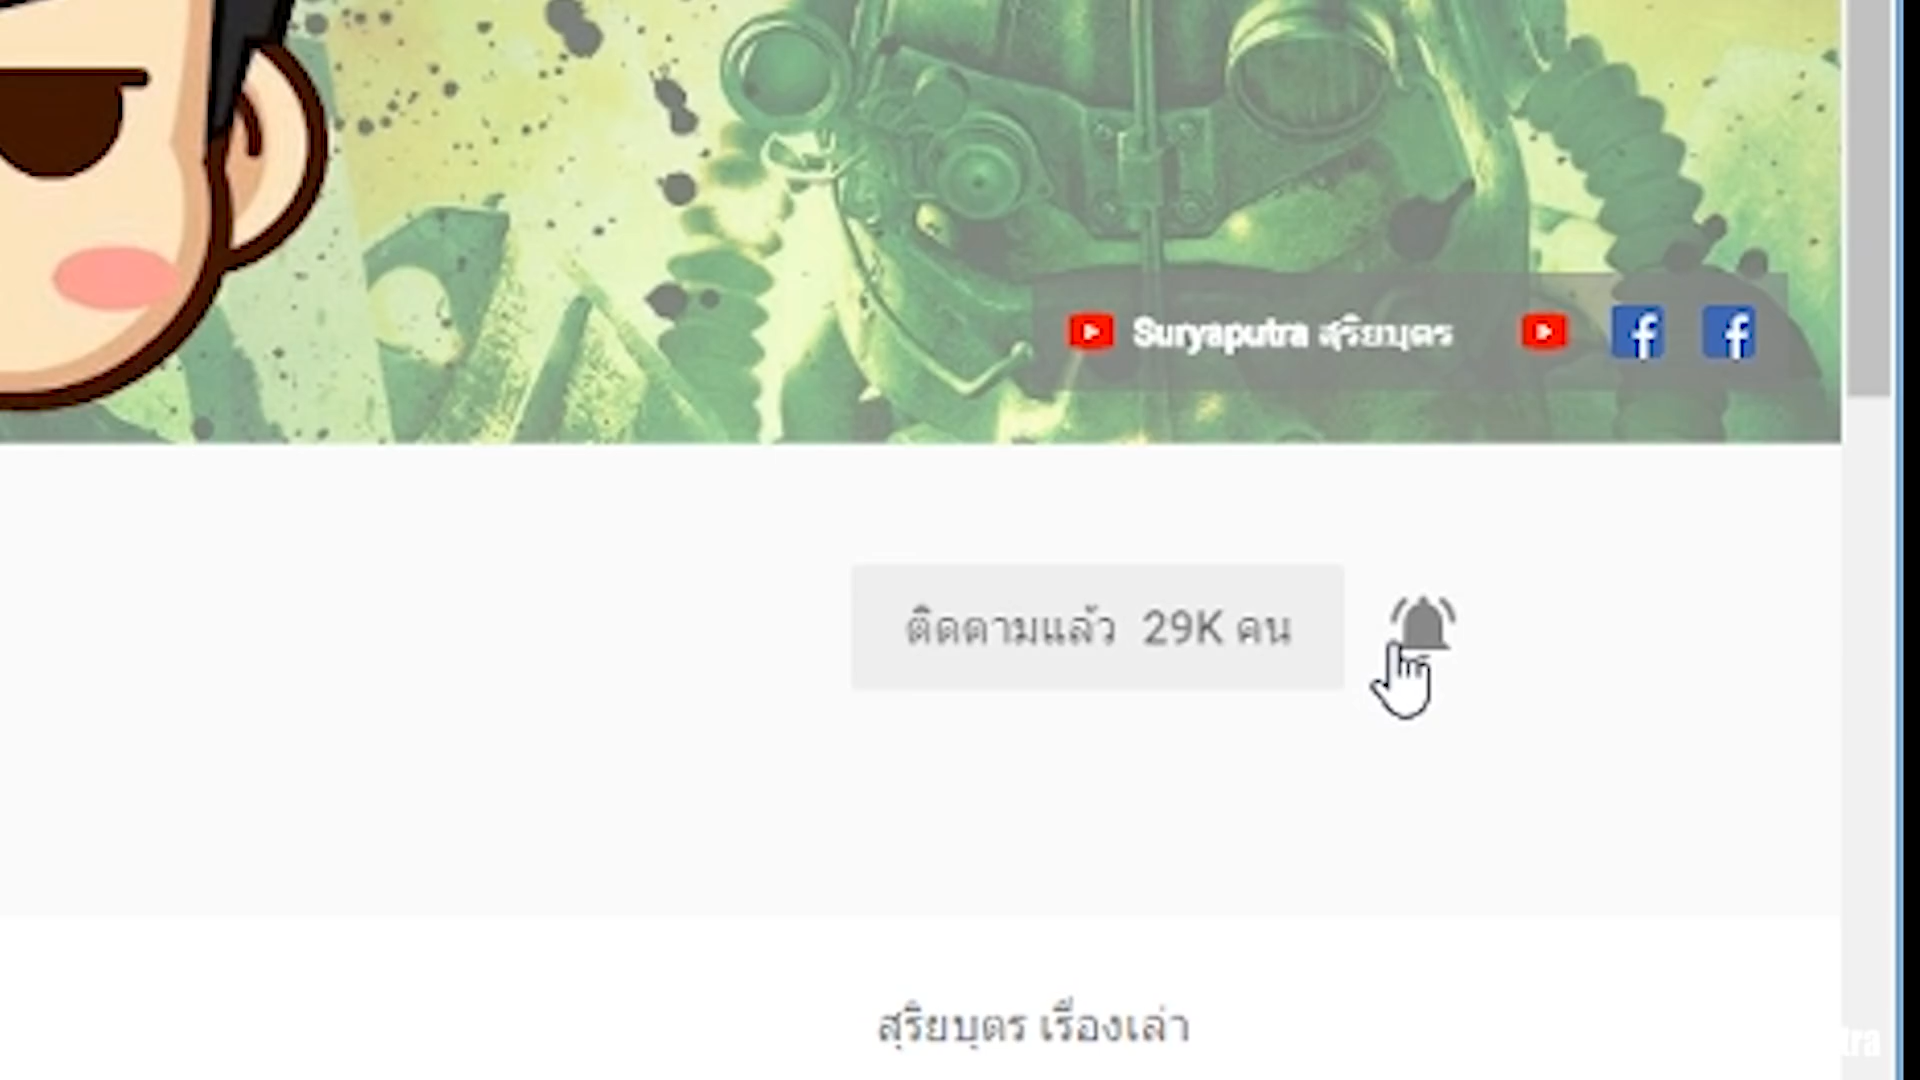 Suryaputra สุริยบุตร
ติดตามแล้ว 29K คน
สุริยบุตร เรื่องเล่า
tra